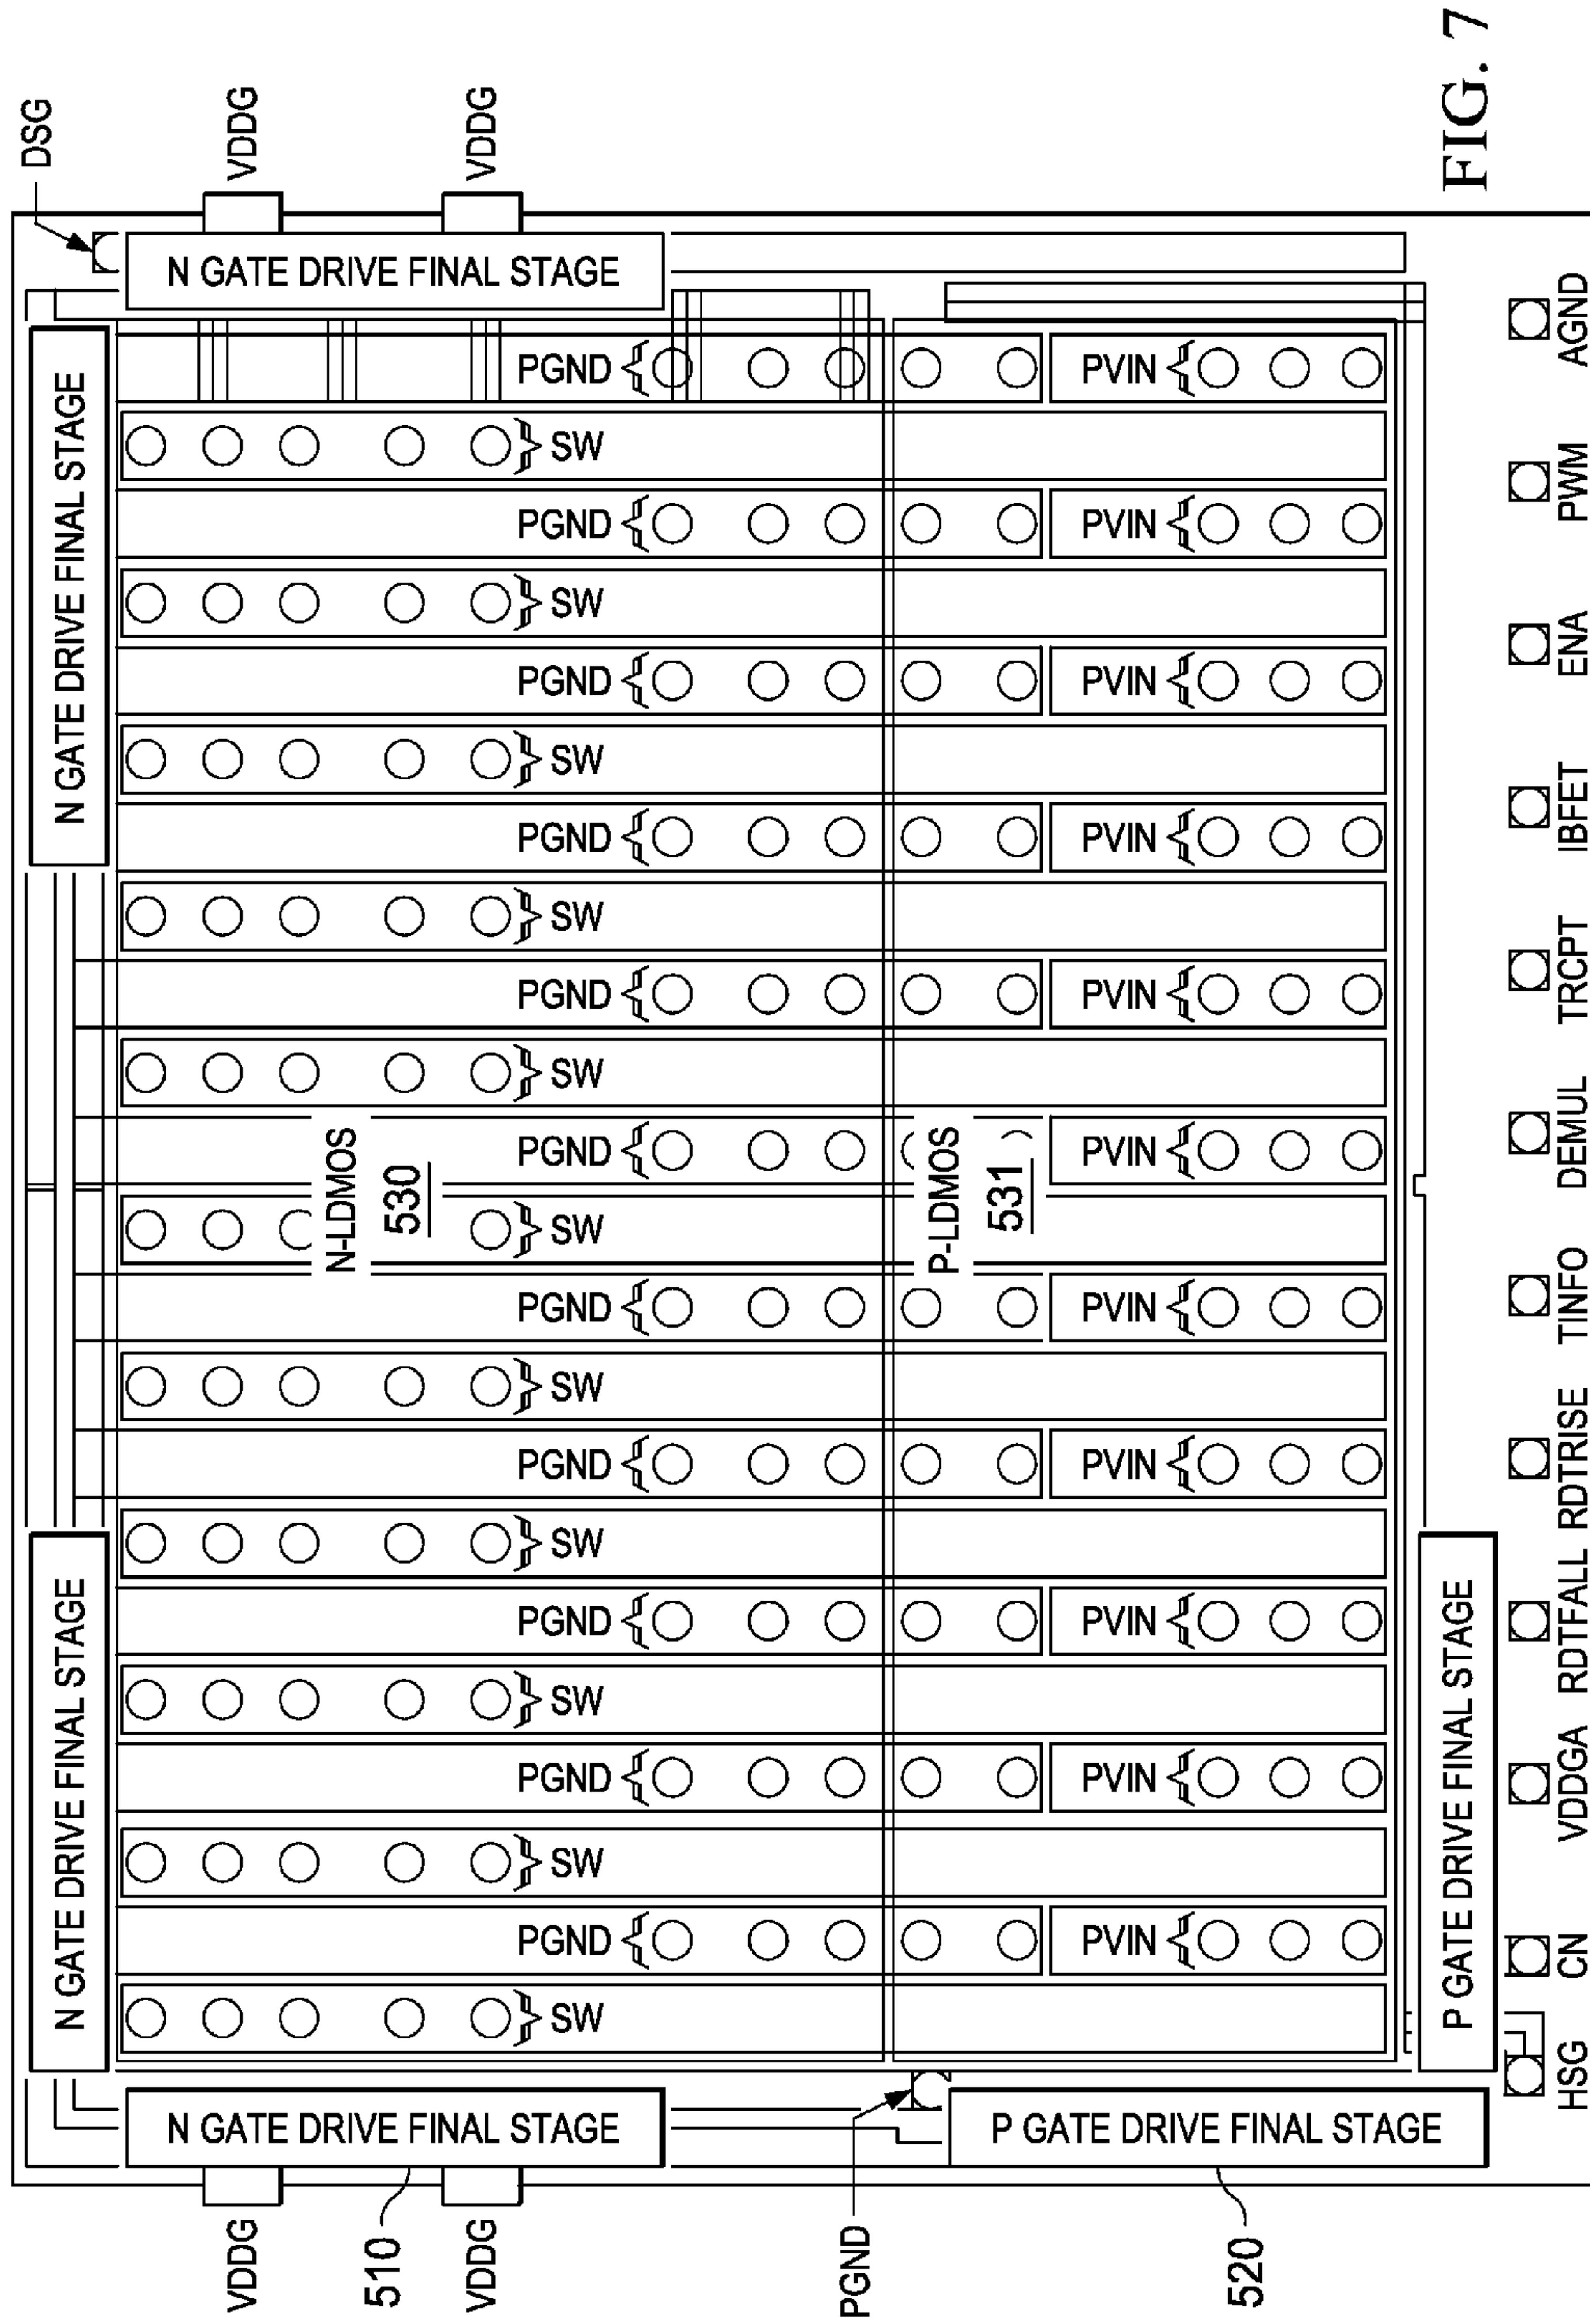 DSG
N GATE DRIVE FINAL STAGE
N GATE DRIVE FINAL STAGE
VDDG
VDDG
N GATE DRIVE FINAL STAGE
N GATE DRIVE FINAL STAGE
510
N-LDMOS
530
VDDG
VDDG
SW
SW
SW
SW
SW
SW
SW
SW
SW
SW
SW
PGND
PGND
PGND
PGND
PGND
PGND
PGND
PGND
PGND
PGND
PGND
PGND
P-LDMOS
531
PVIN
PVIN
PVIN
PVIN
PVIN
PVIN
PVIN
PVIN
PVIN
PVIN
PVIN
520
P GATE DRIVE FINAL STAGE
P GATE DRIVE FINAL STAGE
HSG
CN
VDDGA
RDTFALL
RDTRISE
TINFO
DEMUL
TRCPT
IBFET
ENA
PWM
AGND
FIG. 7